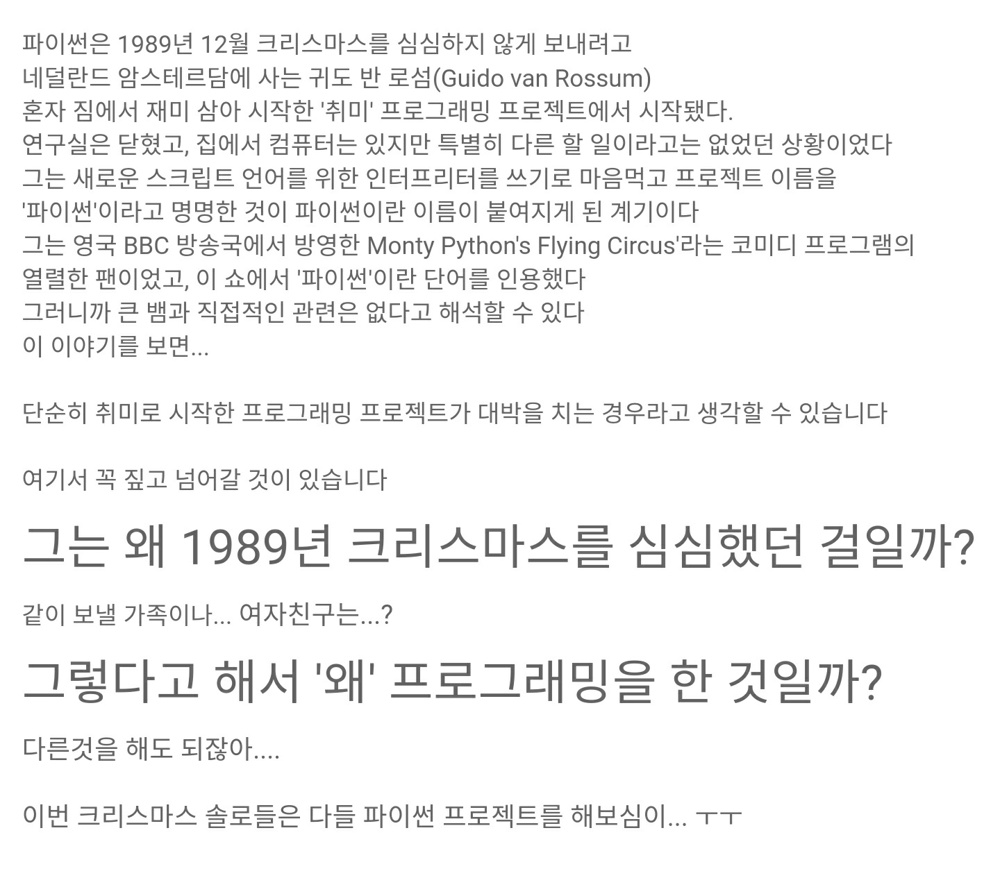 파이썬은 1989년 12월 크리스마스를 심심하지 않게 보내려고
네덜란드 암스테르담에 사는 귀도 반 로섬(Guido van Rossum)
혼자 짐에서 재미 삼아 시작한 '취미' 프로그래밍 프로젝트에서 시작됐다.
연구실은 닫혔고, 집에서 컴퓨터는 있지만 특별히 다른 할 일이라고는 없었던 상황이었다
그는 새로운 스크립트 언어를 위한 인터프리터를 쓰기로 마음먹고 프로젝트 이름을
'파이썬'이라고 명명한 것이 파이썬이란 이름이 붙여지게 된 계기이다
그는 영국 BBC 방송국에서 방영한 Monty Python's Flying Circus'라는 코미디 프로그램의
열렬한 팬이었고, 이 쇼에서 '파이썬'이란 단어를 인용했다
그러니까 큰 뱀과 직접적인 관련은 없다고 해석할 수 있다
이 이야기를 보면...
단순히 취미로 시작한 프로그래밍 프로젝트가 대박을 치는 경우라고 생각할 수 있습니다
여기서 꼭 짚고 넘어갈 것이 있습니다
그는 왜 1989년 크리스마스를 심심했던 걸일까?
같이 보낼 가족이나... 여자친구는...?
그렇다고 해서 '왜' 프로그래밍을 한 것일까?
다른것을 해도 되잖아....
이번 크리스마스 솔로들은 다들 파이썬 프로젝트를 해보심이... ㅜㅜ